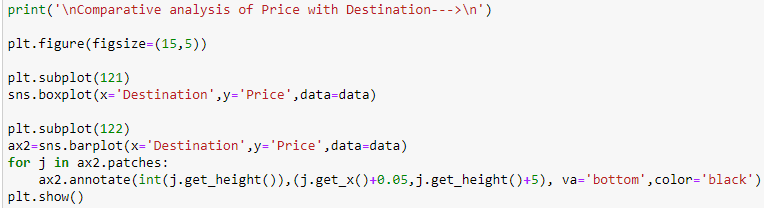 print('\nComparative analysis of Price with Destination--->\n')
plt.figure(figsize=(15,5))
plt.subplot(121)
sns.boxplot(x='Destination',y='Price',data=data)
plt.subplot(122)
ax2=sns.barplot(x='Destination',y='Price',data=data)
for j in ax2.patches:
    ax2.annotate(int(j.get_height()),(j.get_x()+0.05,j.get_height()+5), va='bottom',color='black')
plt.show()